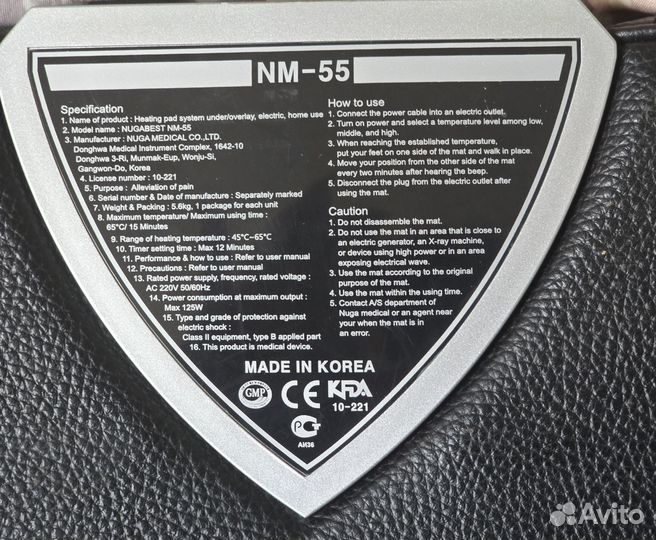 NM-55
Specification
1. Name of product : Heating pad system under/overlay, electric, home use
2. Model name : NUGABEST NM-55
3. Manufacturer : NUGA MEDICAL CO.,LTD.
Donghwa Medical Instrument Complex, 1642-10
Donghwa 3-Ri, Munmak-Eup, Wonju-Si,
Gangwon-Do, Korea
4. License number : 10-221
5. Purpose : Alleviation of pain
6. Serial number & Date of manufacture : Separately marked
7. Weight & Packing : 5.6kg, 1 package for each unit
8. Maximum temperature/ Maximum using time :
65℃/ 15 Minutes
9. Range of heating temperature : 45℃~65℃
10. Timer setting time : Max 12 Minutes
11. Performance & how to use : Refer to user manual
12. Precautions : Refer to user manual
13. Rated power supply, frequency, rated voltage :
AC 220V 50/60Hz
14. Power consumption at maximum output :
Max 125W
15. Type and grade of protection against
electric shock :
Class II equipment, type B applied part
16. This product is medical device.
How to use
1. Connect the power cable into an electric outlet.
2. Turn on power and select a temperature level among low,
middle, and high.
3. When reaching the established temperature,
put your feet on one side of the mat and walk in place.
4. Move your position from the other side of the mat
every two minutes after hearing the beep.
5. Disconnect the plug from the electric outlet after
using the mat.
Caution
1. Do not disassemble the mat.
2. Do not use the mat in an area that is close to
an electric generator, an X-ray machine,
or device using high power or in an area
exposing electrical wave.
3. Use the mat according to the original
purpose of the mat.
4. Use the mat within the using time.
5. Contact A/S department of
Nuga medical or an agent near
your when the mat is in
an error.
MADE IN KOREA
GMP CE KFDA
10-221
РСТ
АИ36
Avito